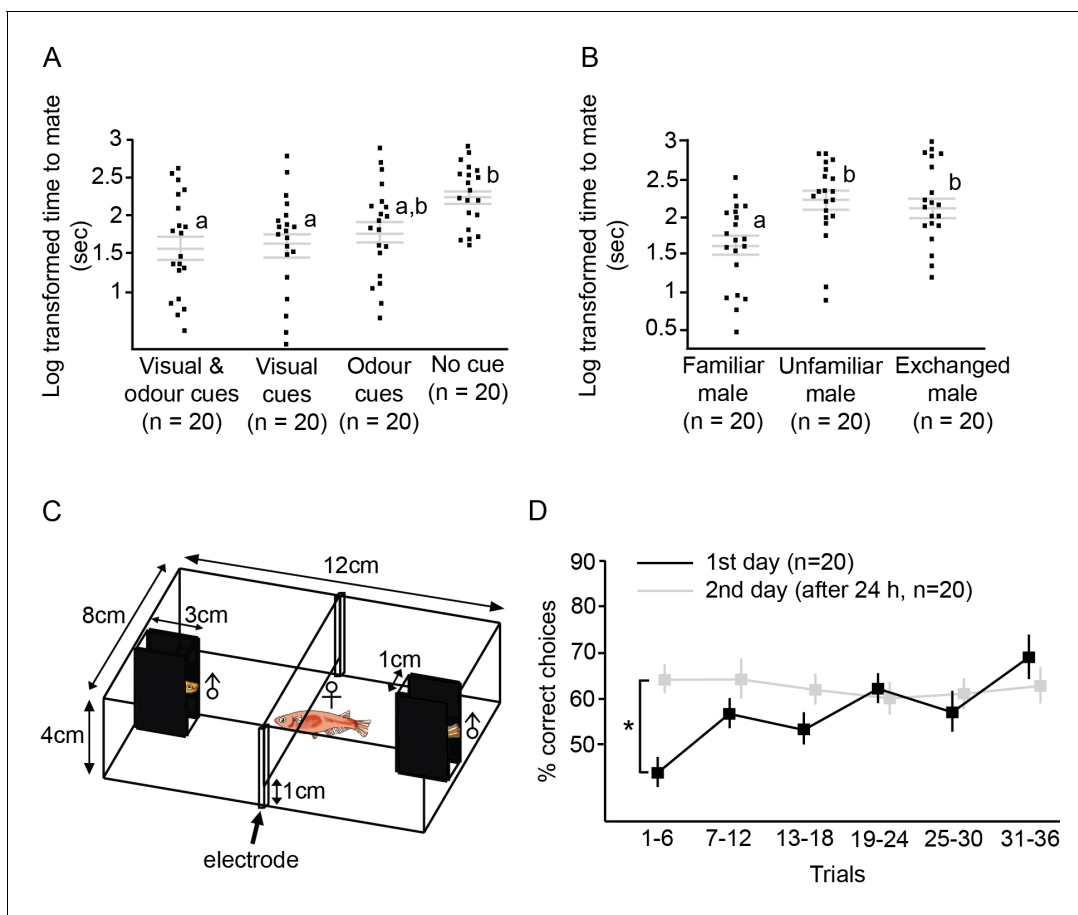 A
Log transformed time to mate
(sec)
3
2.5
2
1.5
1
a
a
a,b
b
Visual &
odour cues
(n = 20)
Visual
cues
(n = 20)
Odour
cues
(n = 20)
No cue
(n = 20)
B
Log transformed time to mate
(sec)
3
2.5
2
1.5
1
0.5
a
b
b
Familiar
male
(n = 20)
Unfamiliar
male
(n = 20)
Exchanged
male
(n = 20)
C
12cm
8cm
3cm
1cm
♂
♀
♂
4cm
1cm
electrode
D
% correct choices
90
80
70
60
50
1st day (n=20)
2nd day (after 24 h, n=20)
*
1-6
7-12
13-18
19-24
25-30
31-36
Trials